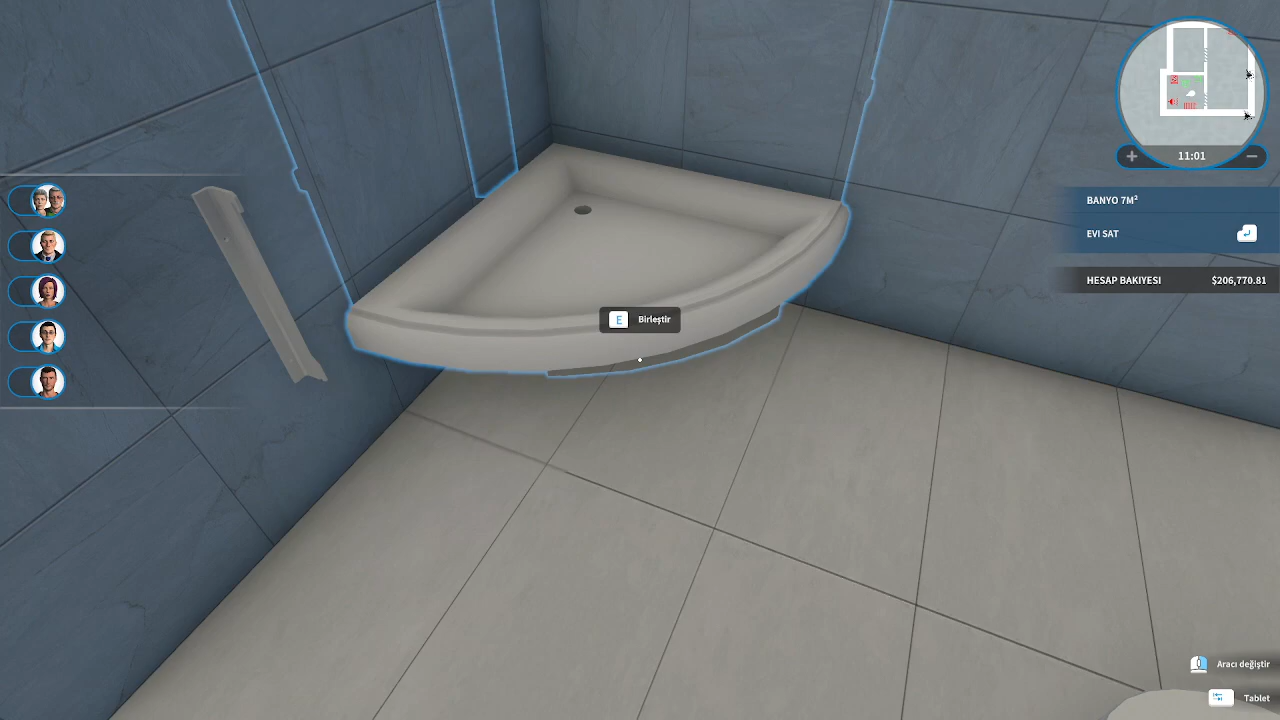 11:01
BANYO 7M²
EVI SAT
HESAP BAKIYESI $206,770.81
E Birleştir
Aracı değiştir
Tablet